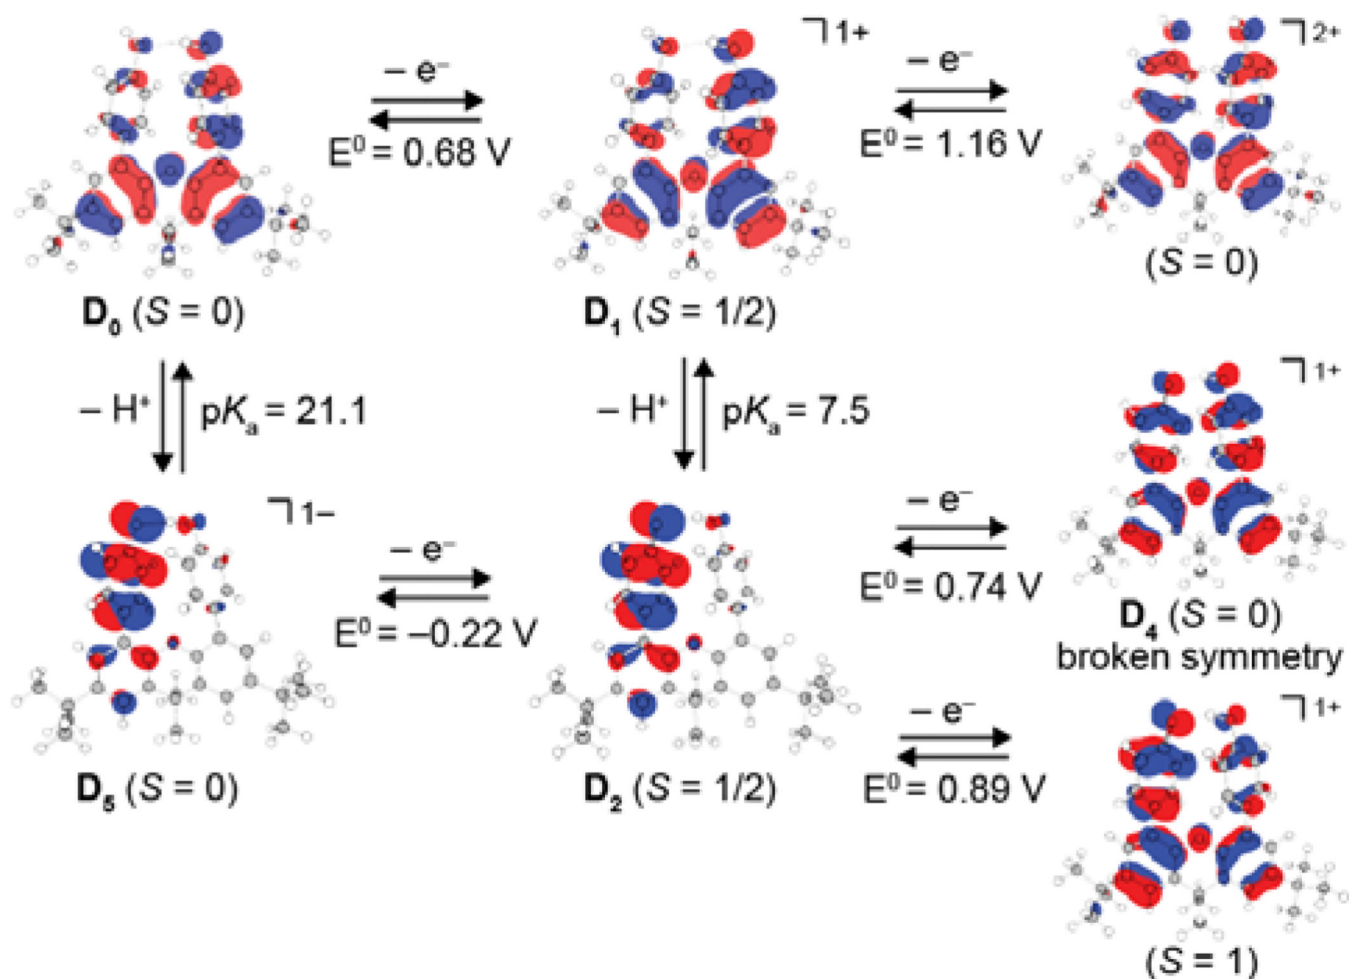 – e⁻
E⁰ = 0.68 V
⌉1+
– e⁻
E⁰ = 1.16 V
⌉2+
D₀ (S = 0)
D₁ (S = 1/2)
(S = 0)
– H⁺
pKₐ = 21.1
– H⁺
pKₐ = 7.5
⌉1+
⌉1–
– e⁻
E⁰ = –0.22 V
– e⁻
E⁰ = 0.74 V
D₄ (S = 0)
broken symmetry
D₅ (S = 0)
D₂ (S = 1/2)
– e⁻
E⁰ = 0.89 V
⌉1+
(S = 1)